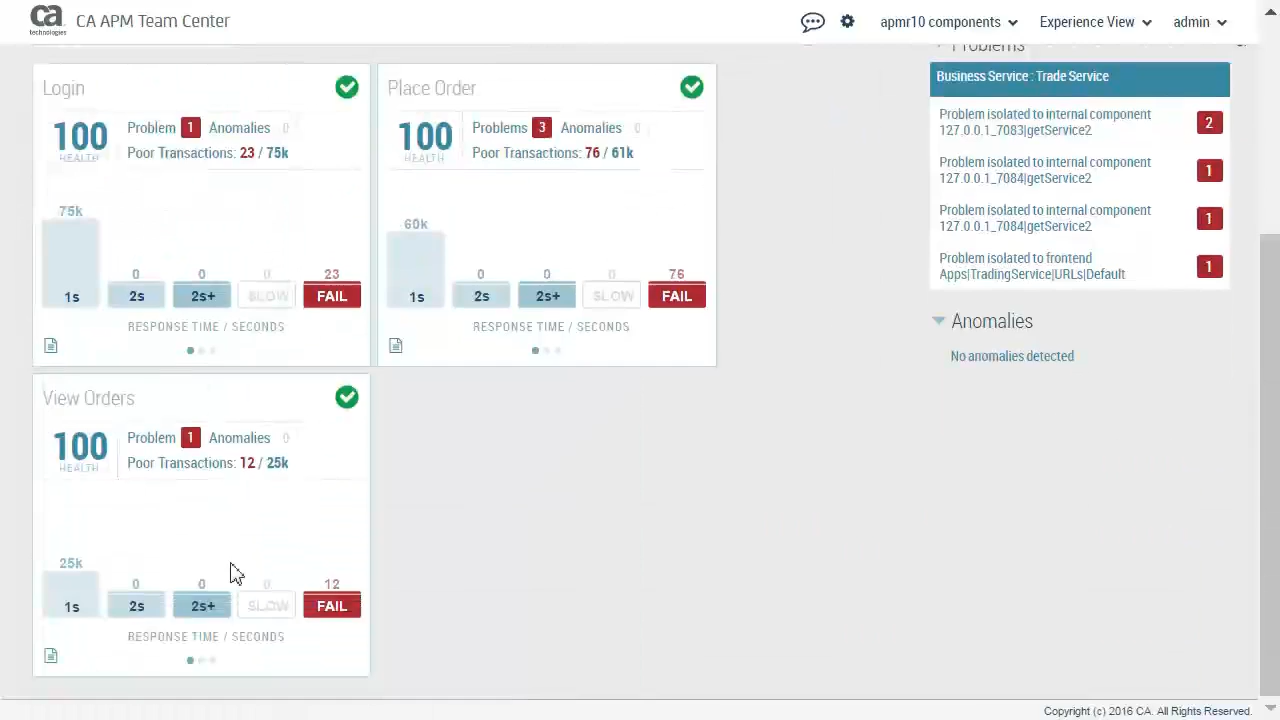 ca
technologies
CA APM Team Center
apmr10 components
Experience View
admin
Login
100
HEALTH
Problem 1 Anomalies 0
Poor Transactions: 23 / 75k
75k
0
0
0
23
1s
2s
2s+
SLOW
FAIL
RESPONSE TIME / SECONDS
Place Order
100
HEALTH
Problems 3 Anomalies 0
Poor Transactions: 76 / 61k
60k
0
0
0
76
1s
2s
2s+
SLOW
FAIL
RESPONSE TIME / SECONDS
View Orders
100
HEALTH
Problem 1 Anomalies 0
Poor Transactions: 12 / 25k
25k
0
0
0
12
1s
2s
2s+
SLOW
FAIL
RESPONSE TIME / SECONDS
Problems
Business Service : Trade Service
Problem isolated to internal component
127.0.0.1_7083|getService2
2
Problem isolated to internal component
127.0.0.1_7084|getService2
1
Problem isolated to internal component
127.0.0.1_7084|getService2
1
Problem isolated to frontend
Apps|TradingService|URLs|Default
1
Anomalies
No anomalies detected
Copyright (c) 2016 CA. All Rights Reserved.